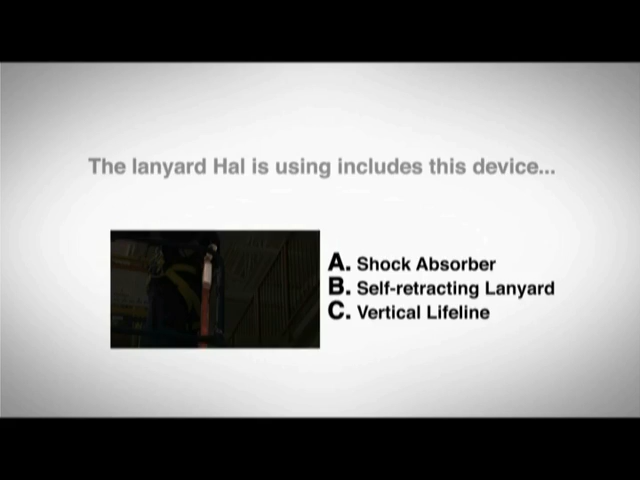 The lanyard Hal is using includes this device...
A. Shock Absorber
B. Self-retracting Lanyard
C. Vertical Lifeline